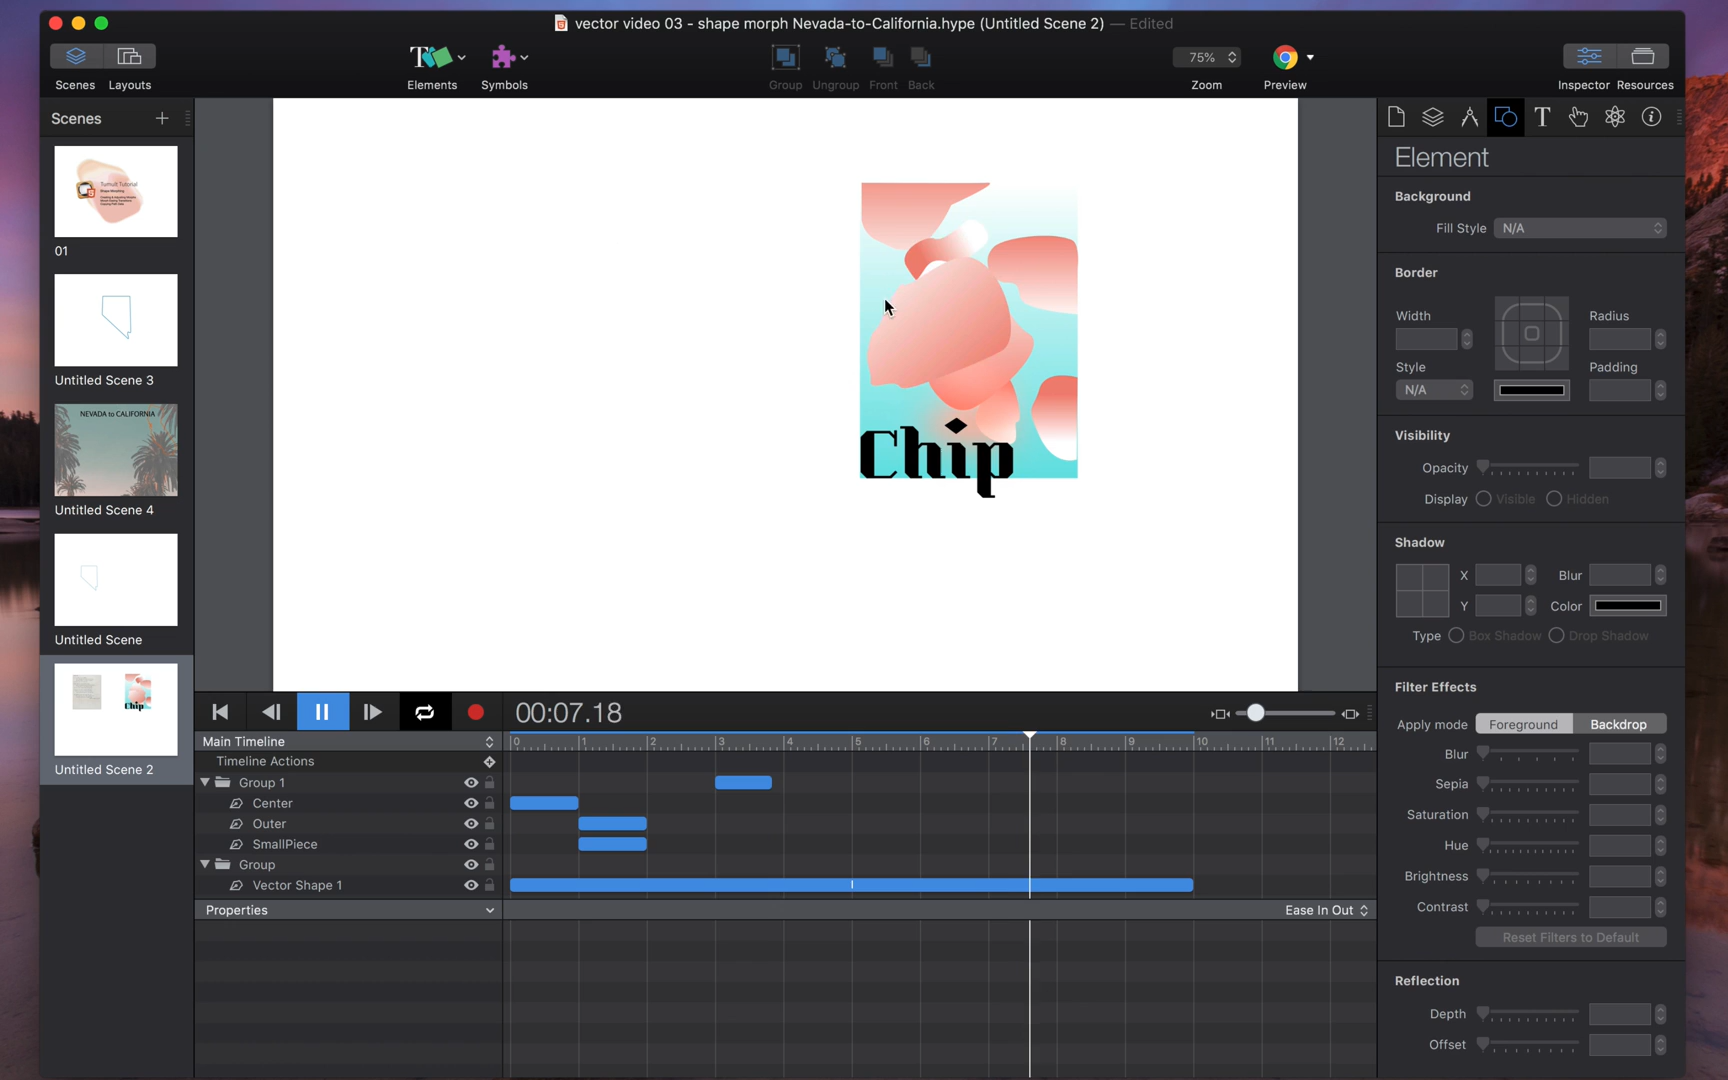 vector video 03 - shape morph Nevada-to-California.hype (Untitled Scene 2) — Edited
Scenes Layouts
Elements Symbols
Group Ungroup Front Back
75%
Zoom
Preview
Inspector Resources
Scenes
Tumult Tutorial
01
Untitled Scene 3
NEVADA to CALIFORNIA
Untitled Scene 4
Untitled Scene
Chip
Untitled Scene 2
Chip
00:07.18
Main Timeline
0 1 2 3 4 5 6 7 8 9 10 11 12
Timeline Actions
Group 1
Center
Outer
SmallPiece
Group
Vector Shape 1
Properties
Ease In Out
Element
Background
Fill Style N/A
Border
Width Radius
Style Padding
N/A
Visibility
Opacity
Display Visible Hidden
Shadow
X Blur
Y Color
Type Box Shadow Drop Shadow
Filter Effects
Apply mode Foreground Backdrop
Blur
Sepia
Saturation
Hue
Brightness
Contrast
Reset Filters to Default
Reflection
Depth
Offset